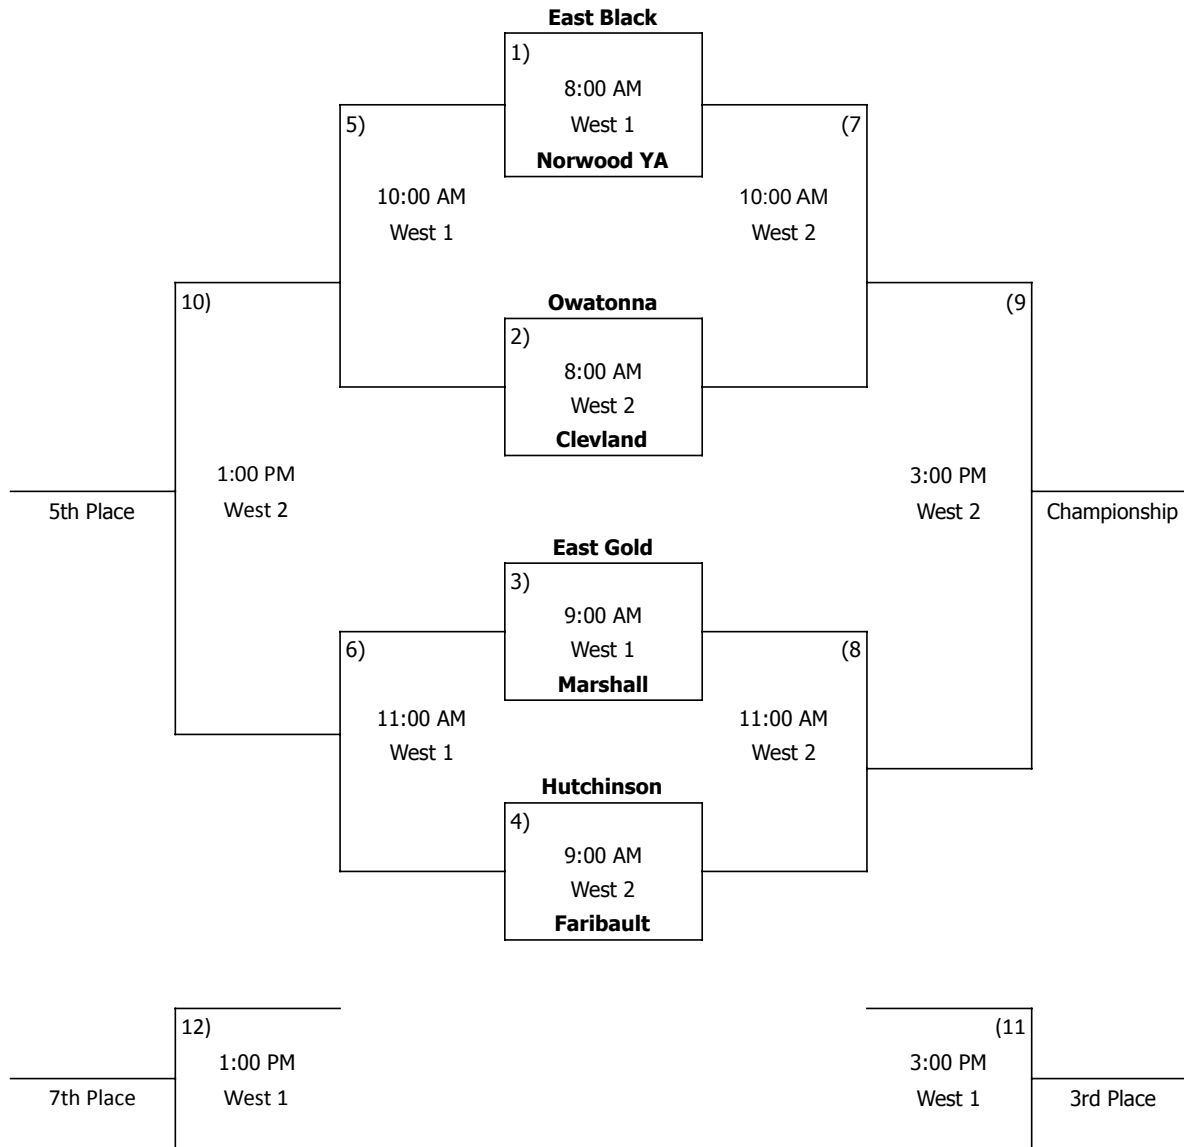 East Black
1)
8:00 AM
5)
West 1
(7
Norwood YA
10:00 AM
10:00 AM
West 1
West 2
10)
Owatonna
(9
2)
8:00 AM
West 2
Clevland
1:00 PM
3:00 PM
5th Place
West 2
West 2
Championship
East Gold
3)
9:00 AM
6)
West 1
(8
Marshall
11:00 AM
11:00 AM
West 1
West 2
Hutchinson
4)
9:00 AM
West 2
Faribault
12)
(11
1:00 PM
3:00 PM
7th Place
West 1
West 1
3rd Place